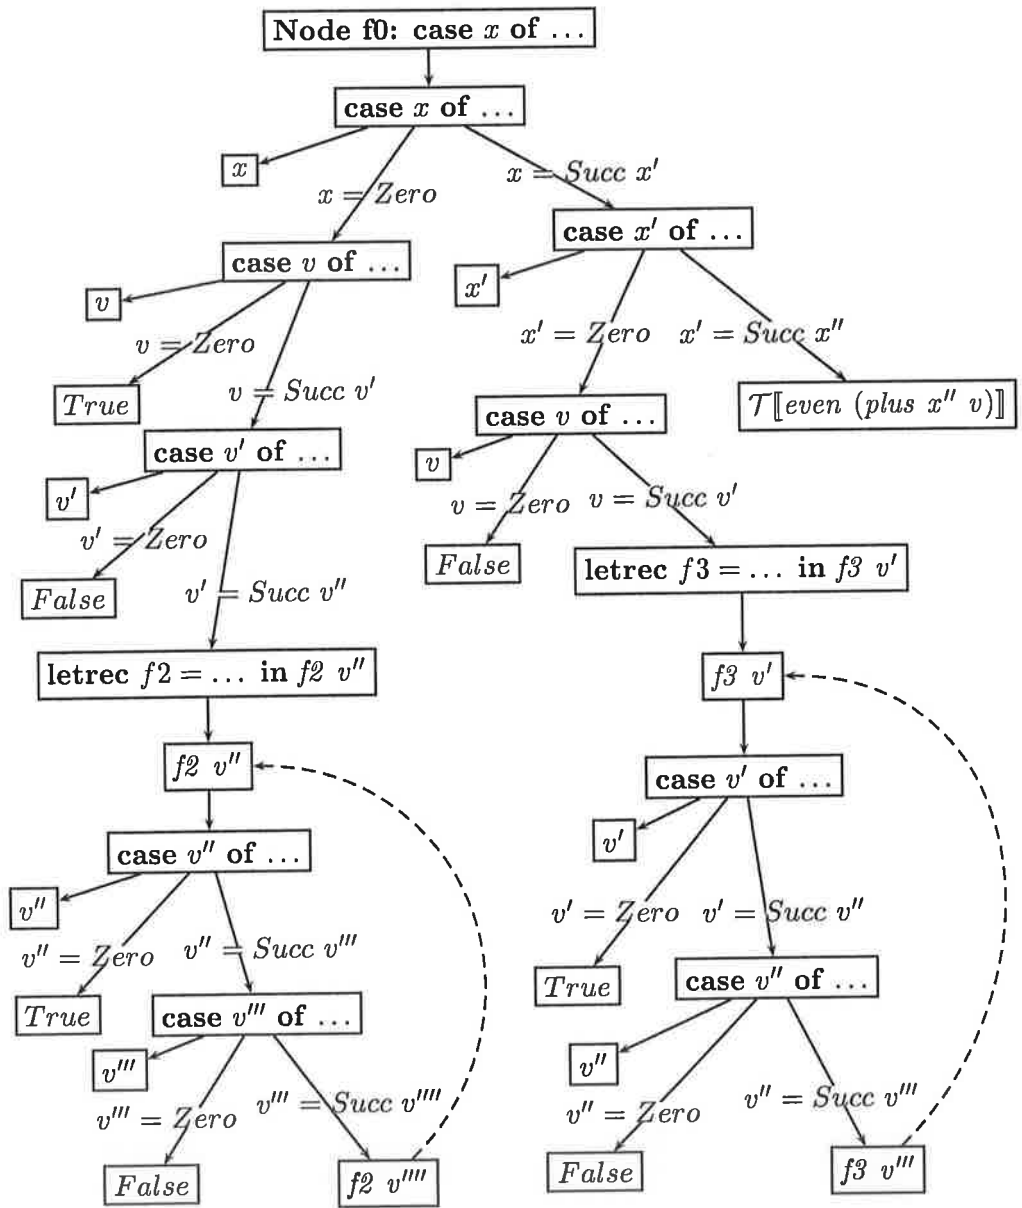 Node f0: case x of ...
case x of ...
x
x = Zero
x = Succ x′
case v of ...
case x′ of ...
v
x′
v = Zero
x′ = Zero
x′ = Succ x″
True
v = Succ v′
case v of ...
𝒯⟦even (plus x″ v)⟧
case v′ of ...
v
v′
v = Zero
v = Succ v′
v′ = Zero
False
letrec f3 = ... in f3 v′
False
v′ = Succ v″
letrec f2 = ... in f2 v″
f3 v′
f2 v″
case v′ of ...
case v″ of ...
v′
v″
v′ = Zero
v′ = Succ v″
v″ = Zero
v″ = Succ v‴
True
case v″ of ...
True
case v‴ of ...
v‴
v″
v‴ = Zero
v‴ = Succ v⁗
v″ = Zero
v″ = Succ v‴
False
f2 v⁗
False
f3 v‴